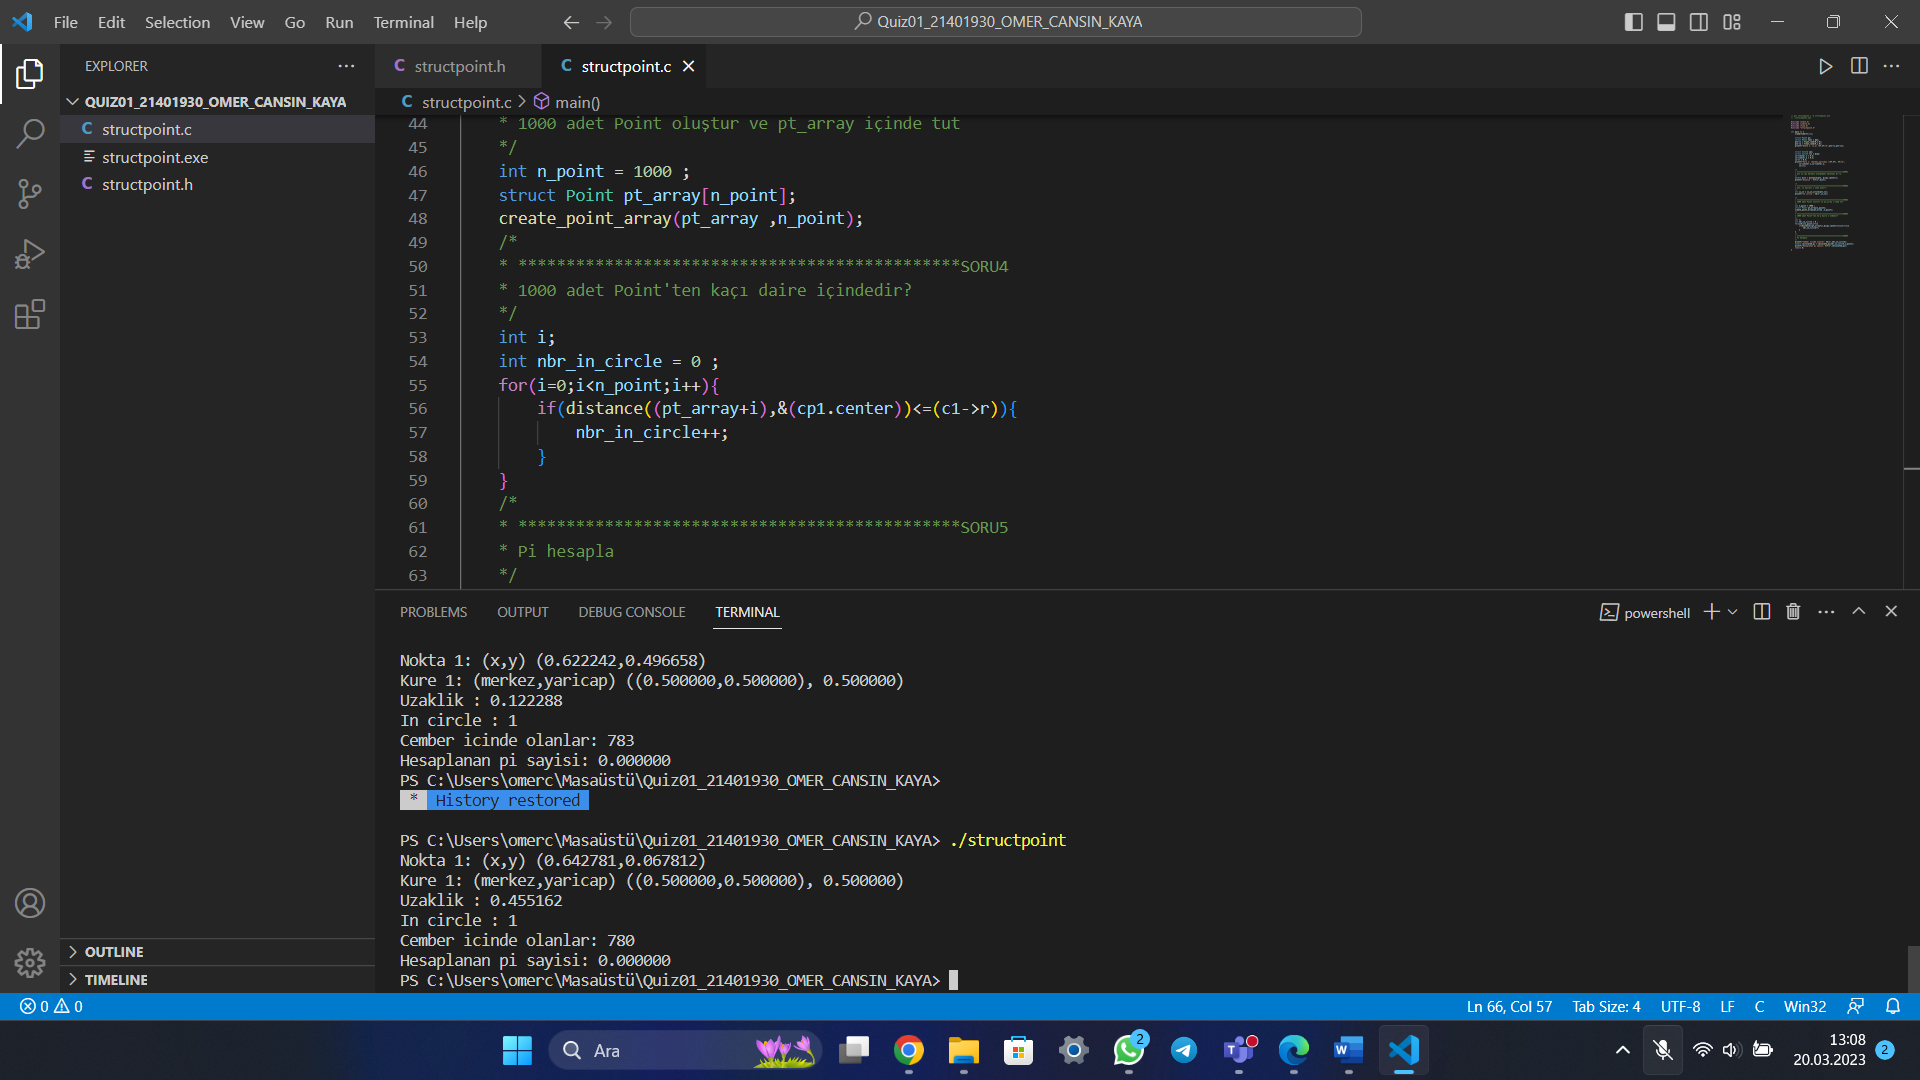 File Edit Selection View Go Run Terminal Help
Quiz01_21401930_OMER_CANSIN_KAYA
EXPLORER
QUIZ01_21401930_OMER_CANSIN_KAYA
C structpoint.c
structpoint.exe
C structpoint.h
OUTLINE
TIMELINE
C structpoint.h
C structpoint.c
C structpoint.c > main()
44 * 1000 adet Point oluştur ve pt_array içinde tut
45 */
46 int n_point = 1000 ;
47 struct Point pt_array[n_point];
48 create_point_array(pt_array ,n_point);
49 /*
50 * **********************************************SORU4
51 * 1000 adet Point'ten kaçı daire içindedir?
52 */
53 int i;
54 int nbr_in_circle = 0 ;
55 for(i=0;i<n_point;i++){
56 if(distance((pt_array+i),&(cp1.center))<=(c1->r)){
57 nbr_in_circle++;
58 }
59 }
60 /*
61 * **********************************************SORU5
62 * Pi hesapla
63 */
PROBLEMS OUTPUT DEBUG CONSOLE TERMINAL
powershell
Nokta 1: (x,y) (0.622242,0.496658)
Kure 1: (merkez,yaricap) ((0.500000,0.500000), 0.500000)
Uzaklik : 0.122288
In circle : 1
Cember icinde olanlar: 783
Hesaplanan pi sayisi: 0.000000
PS C:\Users\omerc\Masaüstü\Quiz01_21401930_OMER_CANSIN_KAYA>
* History restored
PS C:\Users\omerc\Masaüstü\Quiz01_21401930_OMER_CANSIN_KAYA> ./structpoint
Nokta 1: (x,y) (0.642781,0.067812)
Kure 1: (merkez,yaricap) ((0.500000,0.500000), 0.500000)
Uzaklik : 0.455162
In circle : 1
Cember icinde olanlar: 780
Hesaplanan pi sayisi: 0.000000
PS C:\Users\omerc\Masaüstü\Quiz01_21401930_OMER_CANSIN_KAYA>
0 0
Ln 66, Col 57 Tab Size: 4 UTF-8 LF C Win32
Ara
2
13:08
20.03.2023
2